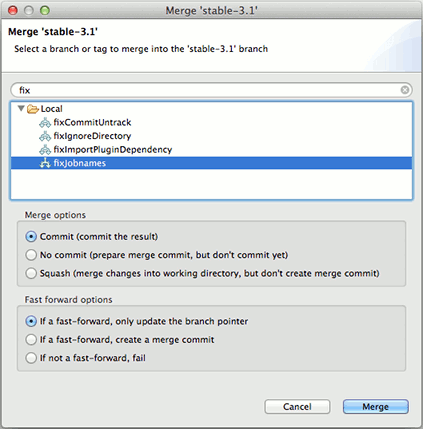 Merge 'stable-3.1'
Merge 'stable-3.1'
Select a branch or tag to merge into the 'stable-3.1' branch
fix
Local
fixCommitUntrack
fixIgnoreDirectory
fixImportPluginDependency
fixJobnames
Merge options
Commit (commit the result)
No commit (prepare merge commit, but don't commit yet)
Squash (merge changes into working directory, but don't create merge commit)
Fast forward options
If a fast-forward, only update the branch pointer
If a fast-forward, create a merge commit
If not a fast-forward, fail
Cancel Merge